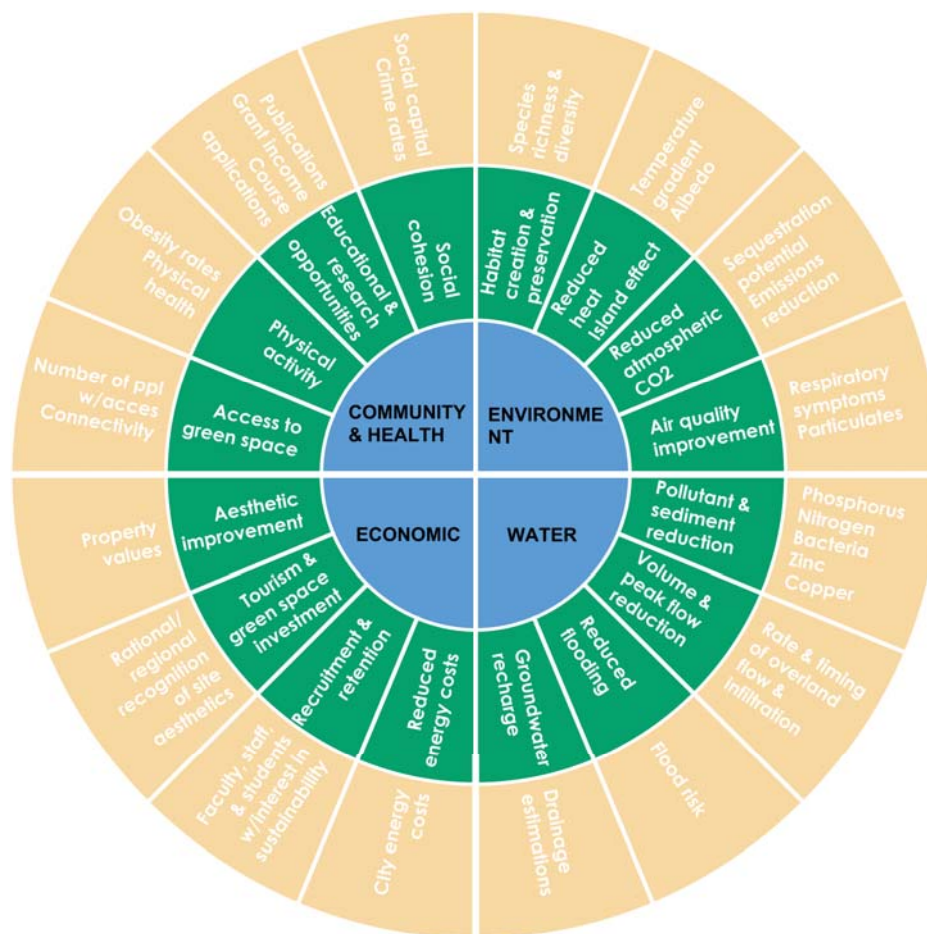 Social capital
Crime rates
Species
richness &
diversity
Temperature
gradient
Albedo
Sequestration
potential
Emissions
reduction
Respiratory
symptoms
Particulates
Phosphorus
Nitrogen
Bacteria
Zinc
Copper
Rate & timing
of overland
flow &
infiltration
Flood risk
Drainage
estimations
City energy
costs
Faculty, staff,
& students
w/interest in
sustainability
Rational/
regional
recognition
of site
aesthetics
Property
values
Number of ppl
w/acces
Connectivity
Obesity rates
Physical
health
Publications
Grant income
Course
applications
Social
cohesion
Habitat
creation &
preservation
Reduced
heat
Island effect
Reduced
atmospheric
CO2
Air quality
improvement
Pollutant &
sediment
reduction
Volume &
peak flow
reduction
Reduced
flooding
Groundwater
recharge
Reduced
energy costs
Recruitment &
retention
Tourism &
green space
investment
Aesthetic
improvement
Access to
green space
Physical
activity
Educational &
research
opportunities
COMMUNITY
& HEALTH
ENVIRONME
NT
ECONOMIC
WATER